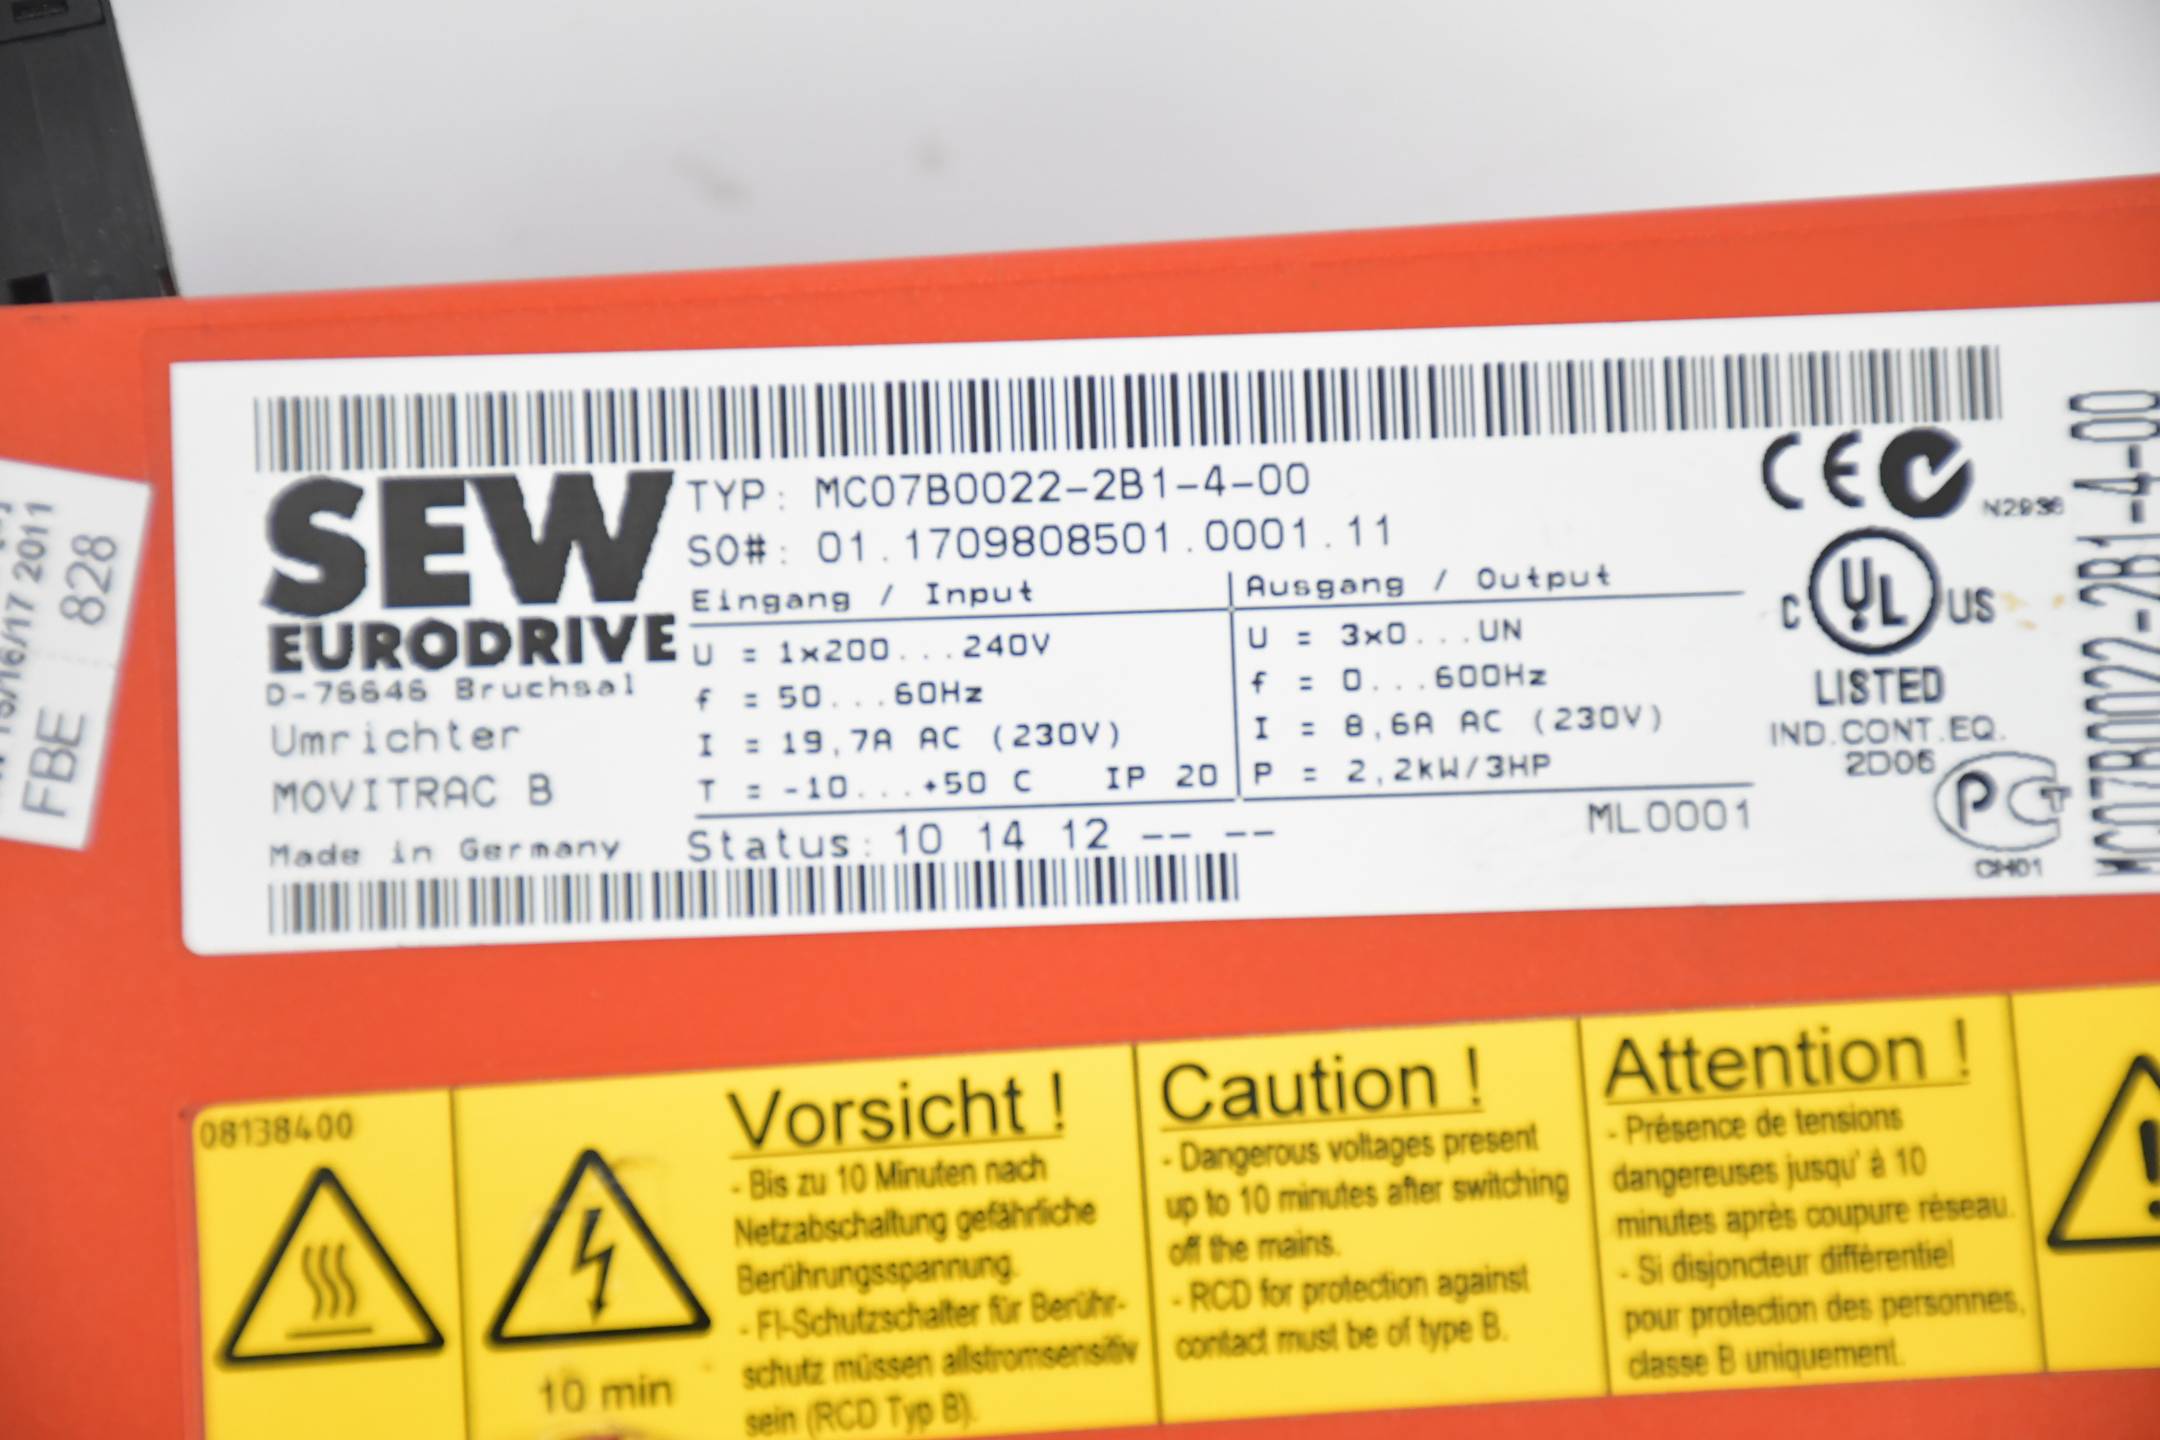 TYP: MC07B0022-2B1-4-00
SO#: 01.1709808501.0001.11
SEW
EURODRIVE
D-76646 Bruchsal
Umrichter
MOVITRAC B
Made in Germany
Eingang / Input
U = 1x200...240V
f = 50...60Hz
I = 19,7A AC (230V)
T = -10...+50 C IP 20
Ausgang / Output
U = 3x0...UN
f = 0...600Hz
I = 8,6A AC (230V)
P = 2,2kW/3HP
Status: 10 14 12 -- --
ML0001
CE
N2936
C UL US
LISTED
IND.CONT.EQ.
2D06
CH01
MC07B0022-2B1-4-00
/16/17 2011
FBE 828
08138400
10 min
Vorsicht !
- Bis zu 10 Minuten nach
Netzabschaltung gefährliche
Berührungsspannung.
- FI-Schutzschalter für Berühr-
schutz müssen allstromsensitiv
sein (RCD Typ B).
Caution !
- Dangerous voltages present
up to 10 minutes after switching
off the mains.
- RCD for protection against
contact must be of type B.
Attention !
- Présence de tensions
dangereuses jusqu' à 10
minutes après coupure réseau.
- Si disjoncteur différentiel
pour protection des personnes,
classe B uniquement.